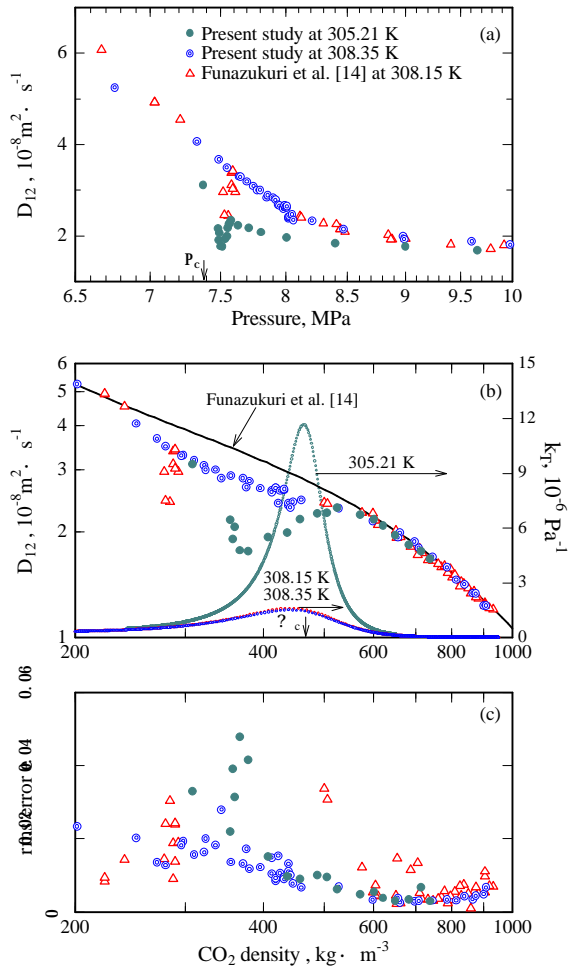 6
4
2
D12 , 10-8m2· s-1
Present study at 305.21 K
Present study at 308.35 K
Funazukuri et al. [14] at 308.15 K
(a)
Pc
6.5
7
7.5
8
8.5
9
9.5
10
Pressure, MPa
6
5
4
3
2
1
D12 , 10-8m2· s-1
(b)
Funazukuri et al. [14]
305.21 K
308.15 K
308.35 K
? c
15
12
9
6
3
0
kT, 10-6 Pa-1
200
400
600
800
1000
0.06
0.04
0.02
0
rms error
(c)
200
400
600
800
1000
CO2 density , kg· m-3